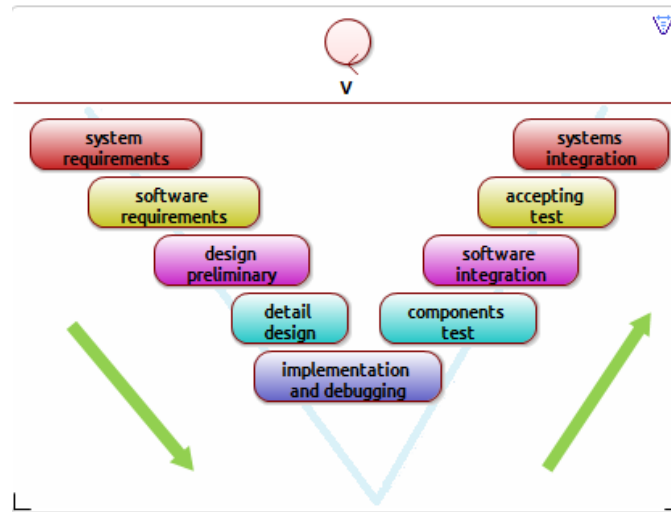 V
system
requirements
systems
integration
software
requirements
accepting
test
design
preliminary
software
integration
detail
design
components
test
implementation
and debugging